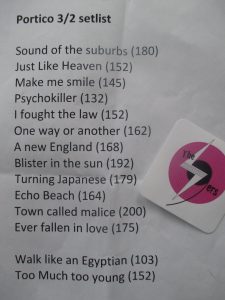 Portico 3/2 setlist
Sound of the suburbs (180)
Just Like Heaven (152)
Make me smile (145)
Psychokiller (132)
I fought the law (152)
One way or another (162)
A new England (168)
Blister in the sun (192)
Turning Japanese (179)
Echo Beach (164)
Town called malice (200)
Ever fallen in love (175)
Walk like an Egyptian (103)
Too Much too young (152)
The
ers